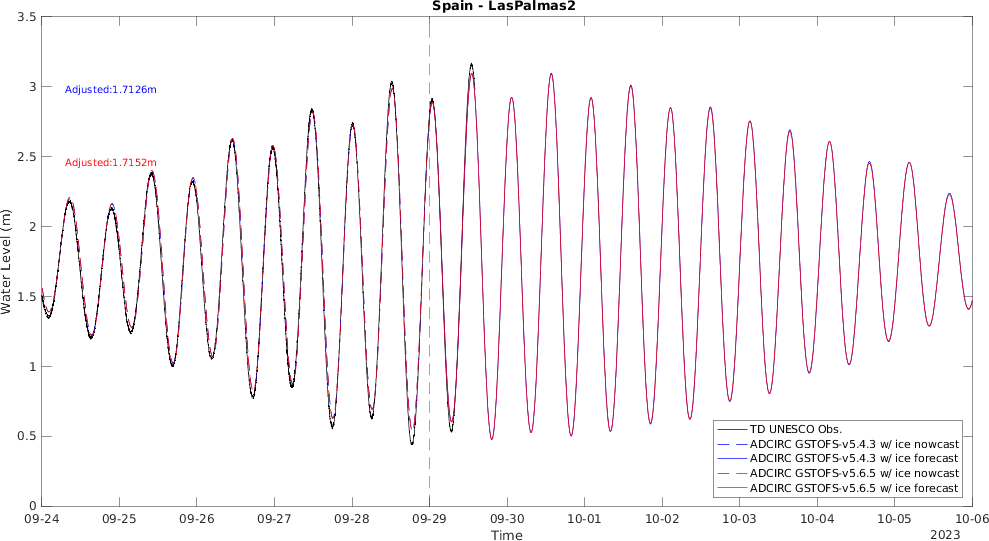 Spain - LasPalmas2
3.5
3
2.5
2
1.5
1
0.5
0
Water Level (m)
Adjusted:1.7126m
Adjusted:1.7152m
TD UNESCO Obs.
ADCIRC GSTOFS-v5.4.3 w/ ice nowcast
ADCIRC GSTOFS-v5.4.3 w/ ice forecast
ADCIRC GSTOFS-v5.6.5 w/ ice nowcast
ADCIRC GSTOFS-v5.6.5 w/ ice forecast
09-24 09-25 09-26 09-27 09-28 09-29 09-30 10-01 10-02 10-03 10-04 10-05 10-06
Time
2023